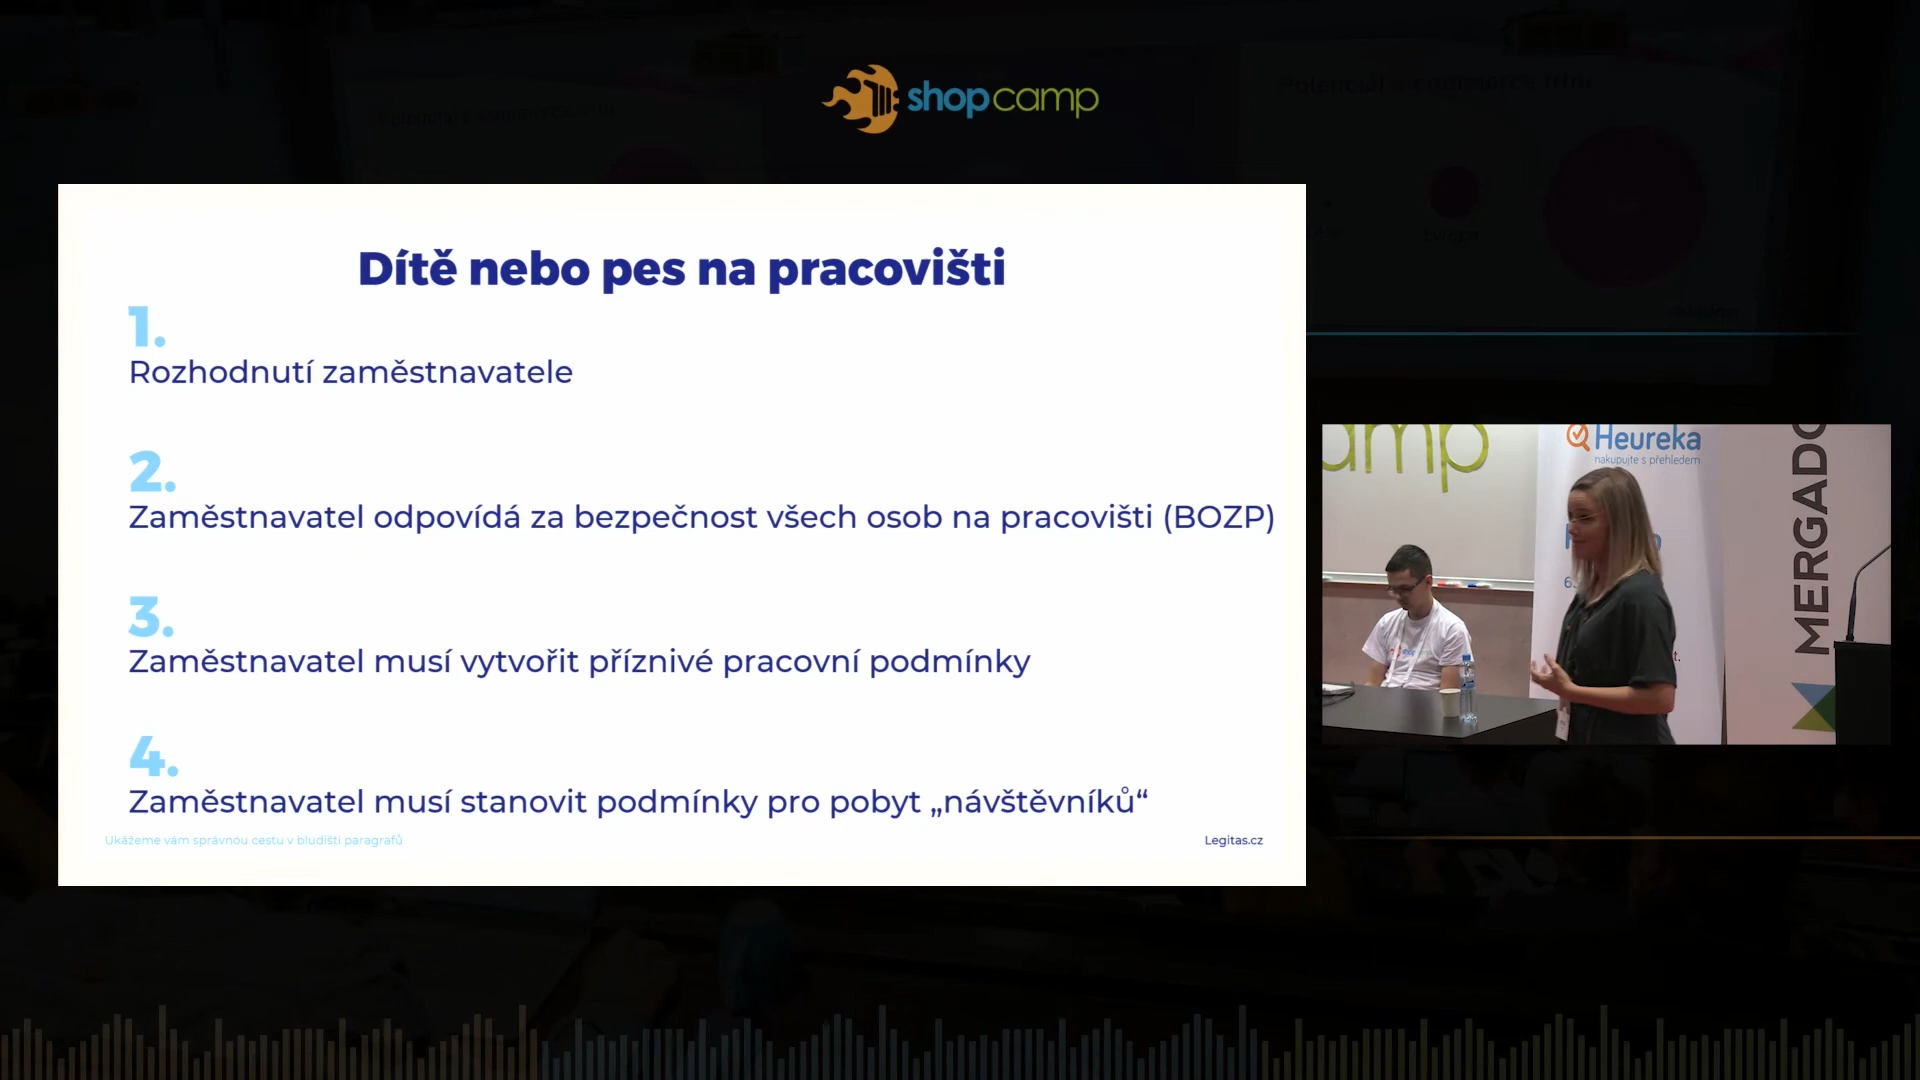 shopcamp
Dítě nebo pes na pracovišti
1.
Rozhodnutí zaměstnavatele
2.
Zaměstnavatel odpovídá za bezpečnost všech osob na pracovišti (BOZP)
3.
Zaměstnavatel musí vytvořit příznivé pracovní podmínky
4.
Zaměstnavatel musí stanovit podmínky pro pobyt „návštěvníků“
Ukážeme vám správnou cestu v bludišti paragrafů
Legitas.cz
amp
Heureka
nakupujte s přehledem
MERGADO